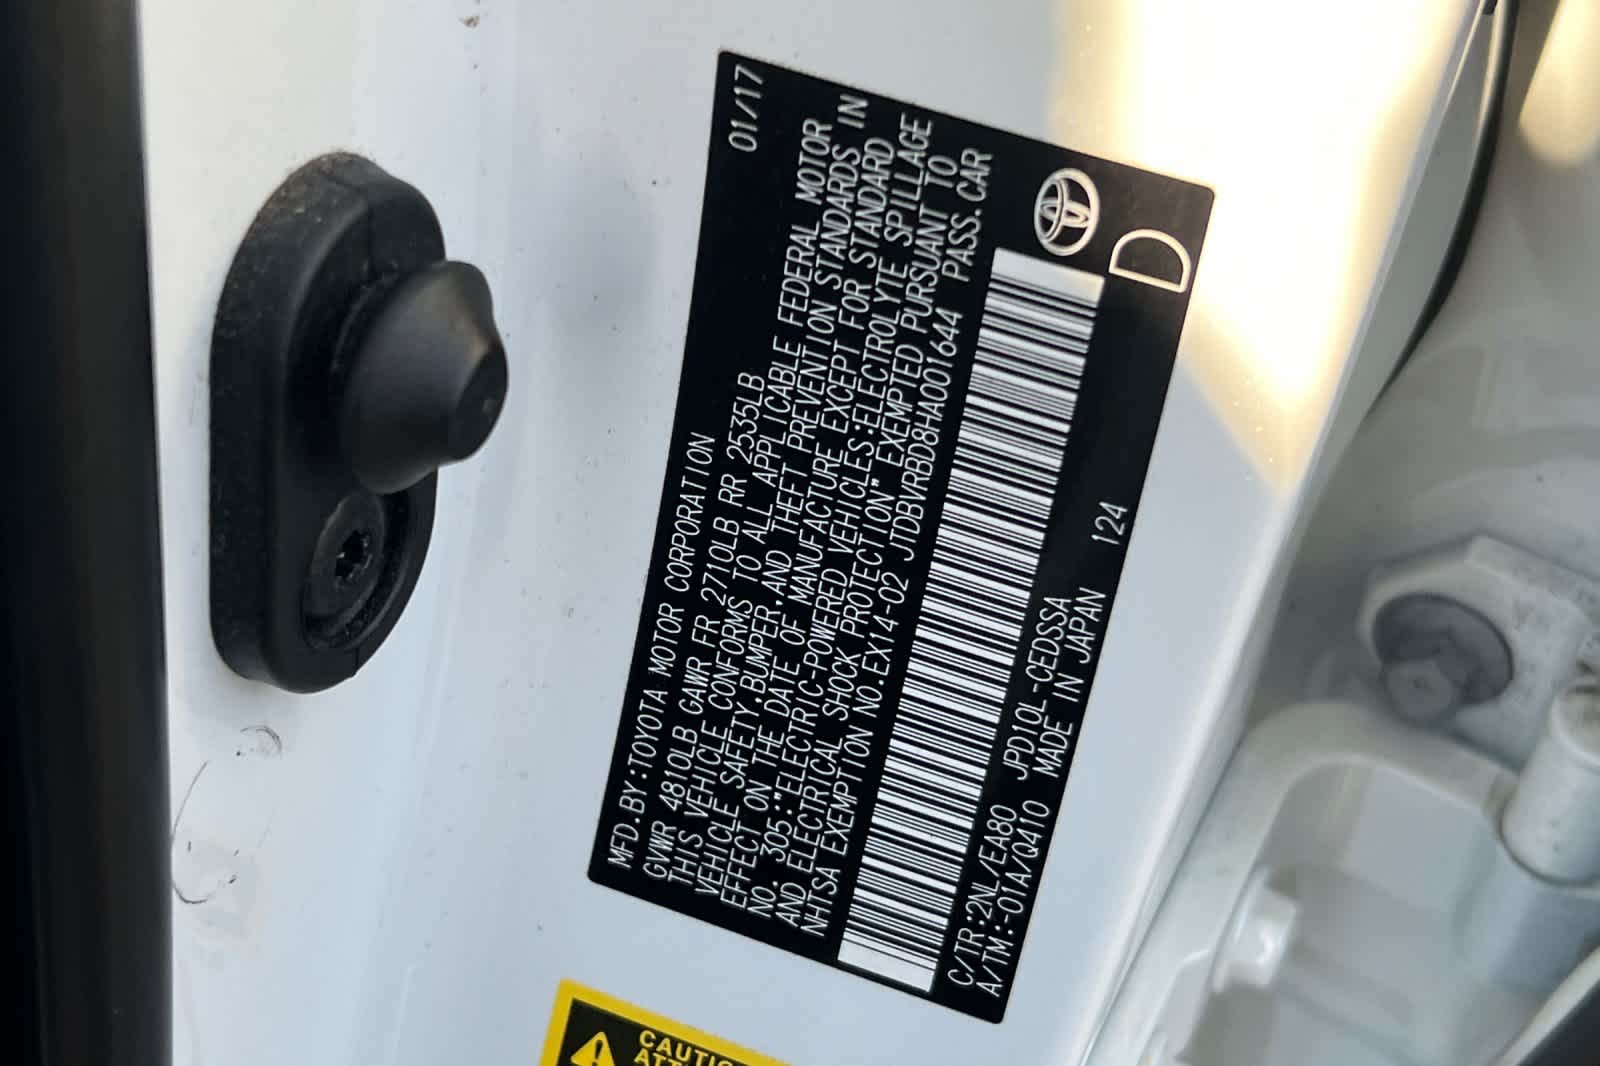 MFD.BY:TOYOTA MOTOR CORPORATION 01/17
GVWR 4810LB GAWR FR 2710LB RR 2535LB
THIS VEHICLE CONFORMS TO ALL APPLICABLE FEDERAL MOTOR
VEHICLE SAFETY,BUMPER,AND THEFT PREVENTION STANDARDS IN
EFFECT ON THE DATE OF MANUFACTURE EXCEPT FOR STANDARD
NO. 305:"ELECTRIC-POWERED VEHICLES:ELECTROLYTE SPILLAGE
AND ELECTRICAL SHOCK PROTECTION" EXEMPTED PURSUANT TO
NHTSA EXEMPTION NO.EX14-02 JTDBVRBD8HA001644 PASS.CAR
C/TR:2NL/EA80 JPD10L-CEDSSA 124 D
A/TM:-01A/Q410 MADE IN JAPAN